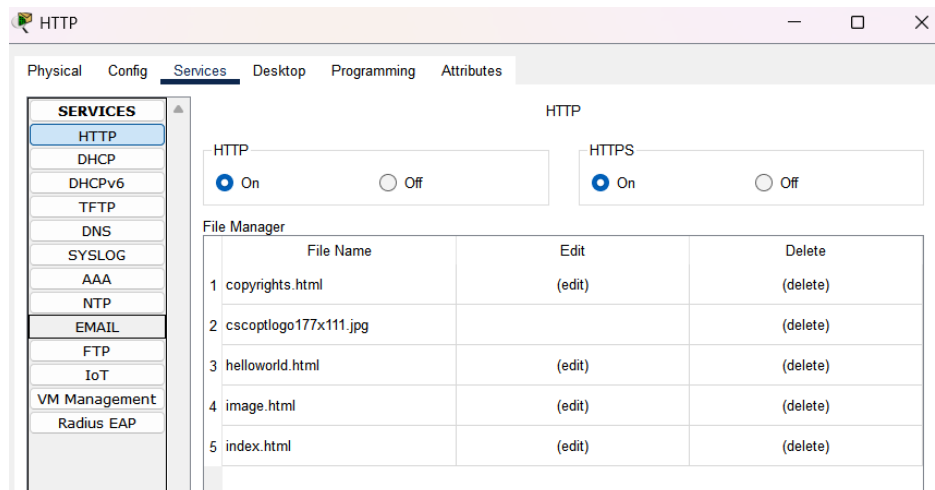 HTTP
Physical Config Services Desktop Programming Attributes
SERVICES
HTTP
DHCP
DHCPv6
TFTP
DNS
SYSLOG
AAA
NTP
EMAIL
FTP
IoT
VM Management
Radius EAP
HTTP
HTTP
On Off
HTTPS
On Off
File Manager
File Name Edit Delete
1 copyrights.html (edit) (delete)
2 cscoptlogo177x111.jpg (delete)
3 helloworld.html (edit) (delete)
4 image.html (edit) (delete)
5 index.html (edit) (delete)